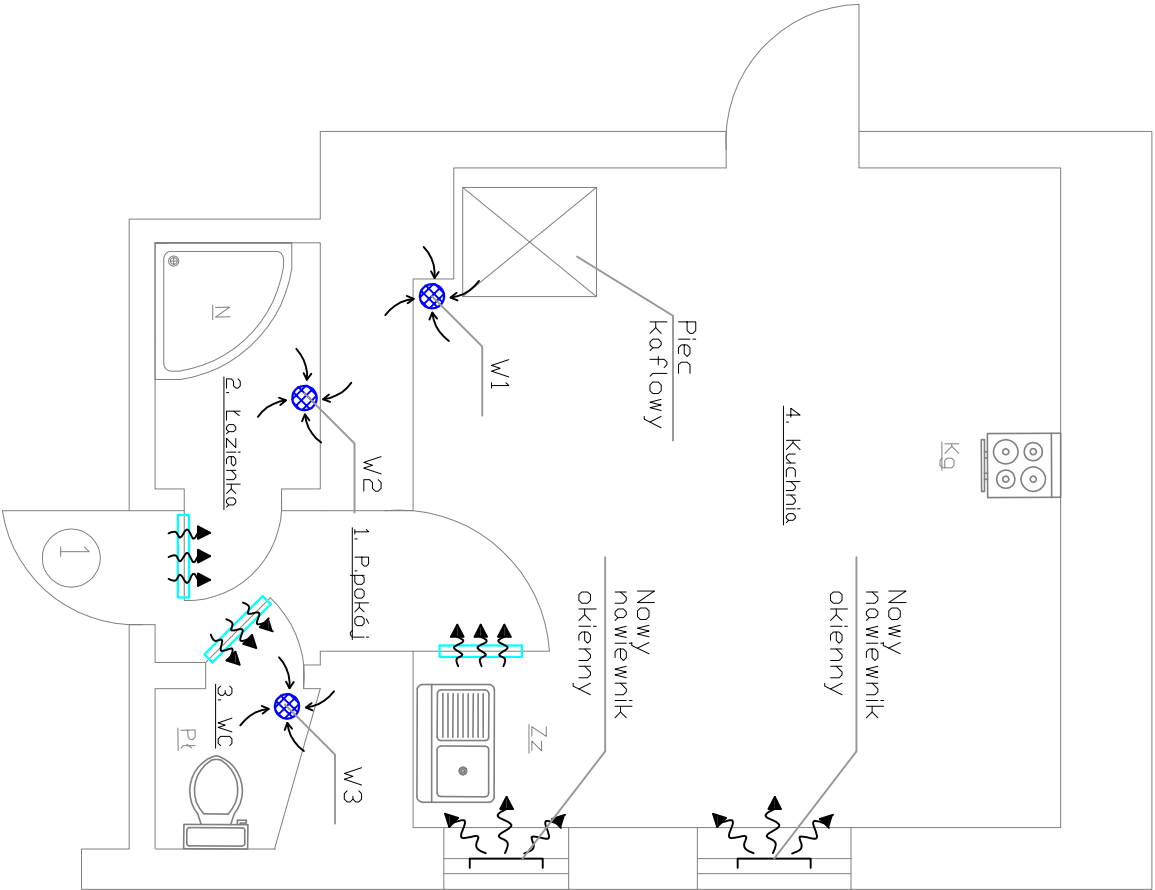 1
2. Łazienka
N
W2
1. P.pokój
3. WC
Pł
W3
W1
Piec
kaflowy
4. Kuchnia
Kg
Zz
Nowy
nawiewnik
okienny
Nowy
nawiewnik
okienny